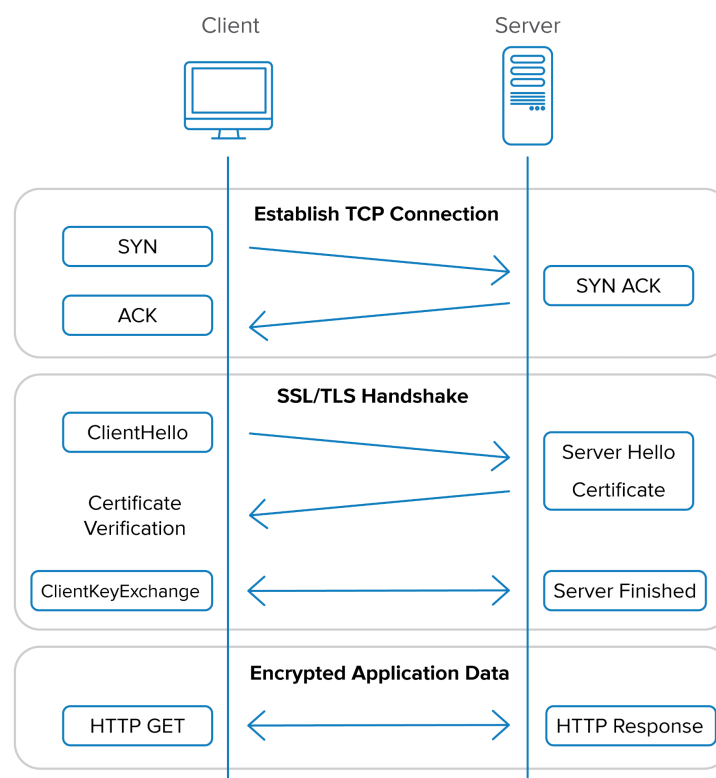 Client
Server
Establish TCP Connection
SYN
SYN ACK
ACK
SSL/TLS Handshake
ClientHello
Server Hello
Certificate
Certificate
Verification
ClientKeyExchange
Server Finished
Encrypted Application Data
HTTP GET
HTTP Response